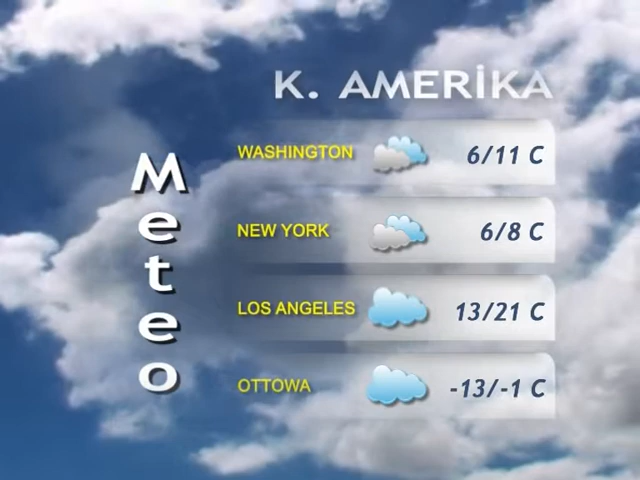 K. AMERİKA
Meteo
WASHINGTON 6/11 C
NEW YORK 6/8 C
LOS ANGELES 13/21 C
OTTOWA -13/-1 C